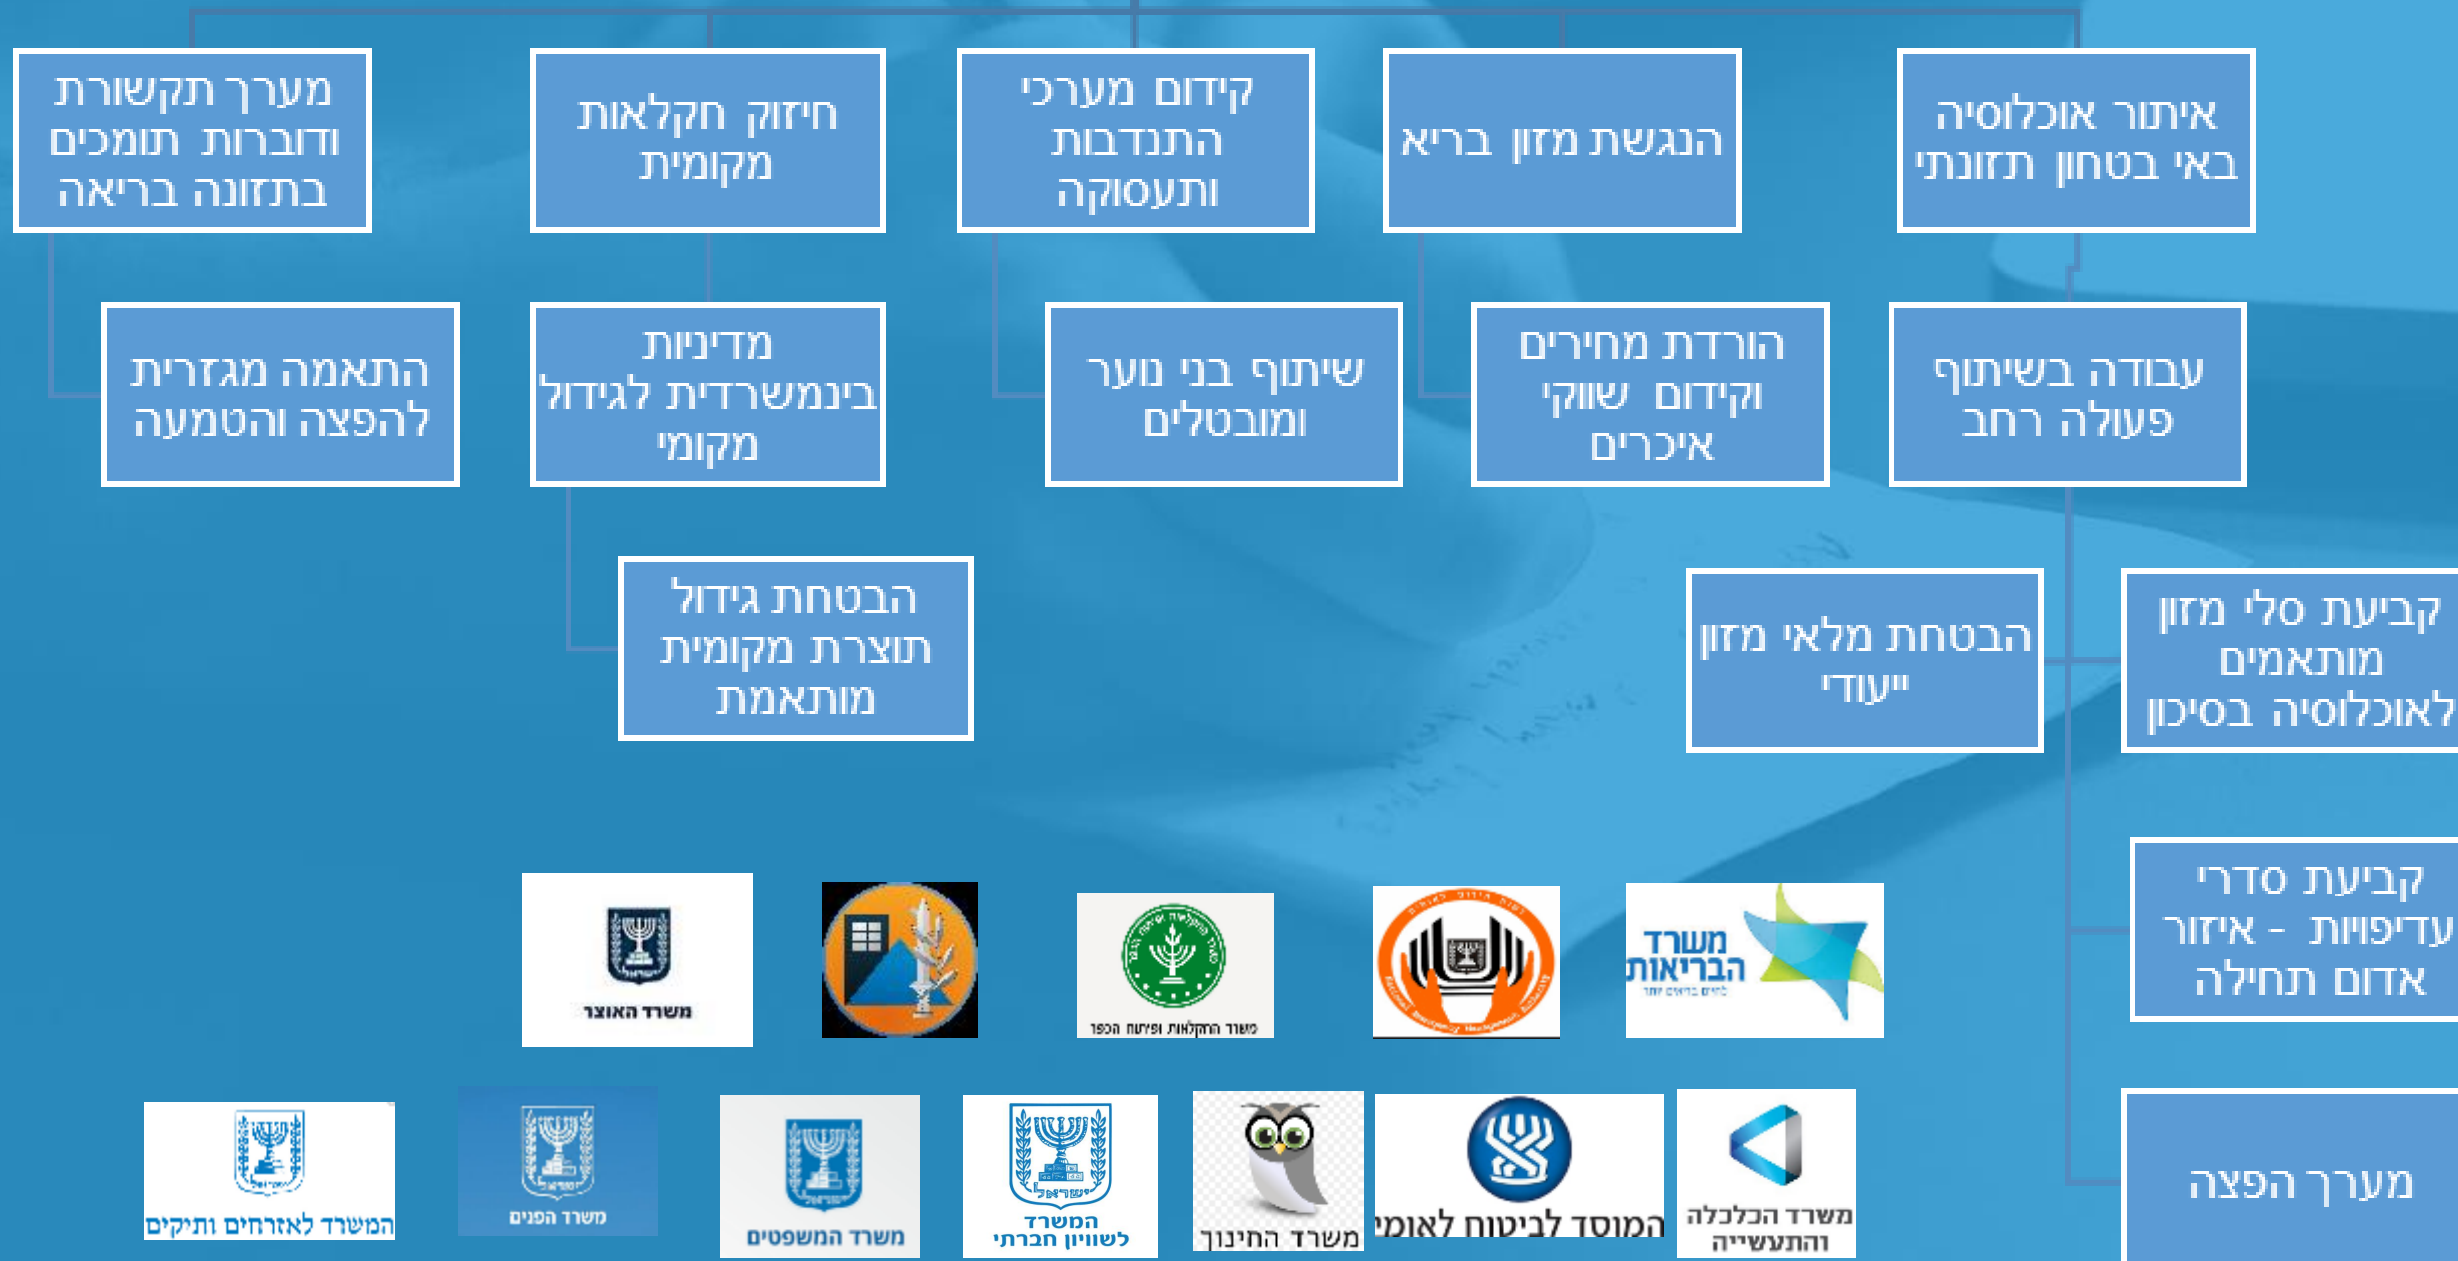 איתור אוכלוסיה
באי בטחון תזונתי
הנגשת מזון בריא
קידום מערכי
התנדבות
ותעסוקה
חיזוק חקלאות
מקומית
מערך תקשורת
ודוברות תומכים
בתזונה בריאה
עבודה בשיתוף
פעולה רחב
הורדת מחירים
וקידום שווקי
איכרים
שיתוף בני נוער
ומובטלים
מדיניות
בינמשרדית לגידול
מקומי
התאמה מגזרית
להפצה והטמעה
קביעת סלי מזון
מותאמים
לאוכלוסיה בסיכון
הבטחת מלאי מזון
ייעודי
הבטחת גידול
תוצרת מקומית
מותאמת
קביעת סדרי
עדיפויות - איזור
אדום תחילה
מערך הפצה
משרד
הבריאות
לחיים בריאים יותר
משרד החקלאות ופיתוח הכפר
משרד האוצר
משרד הכלכלה
והתעשייה
המוסד לביטוח לאומי
משרד החינוך
ישראל
המשרד
לשוויון חברתי
משרד המשפטים
משרד הפנים
המשרד לאזרחים ותיקים